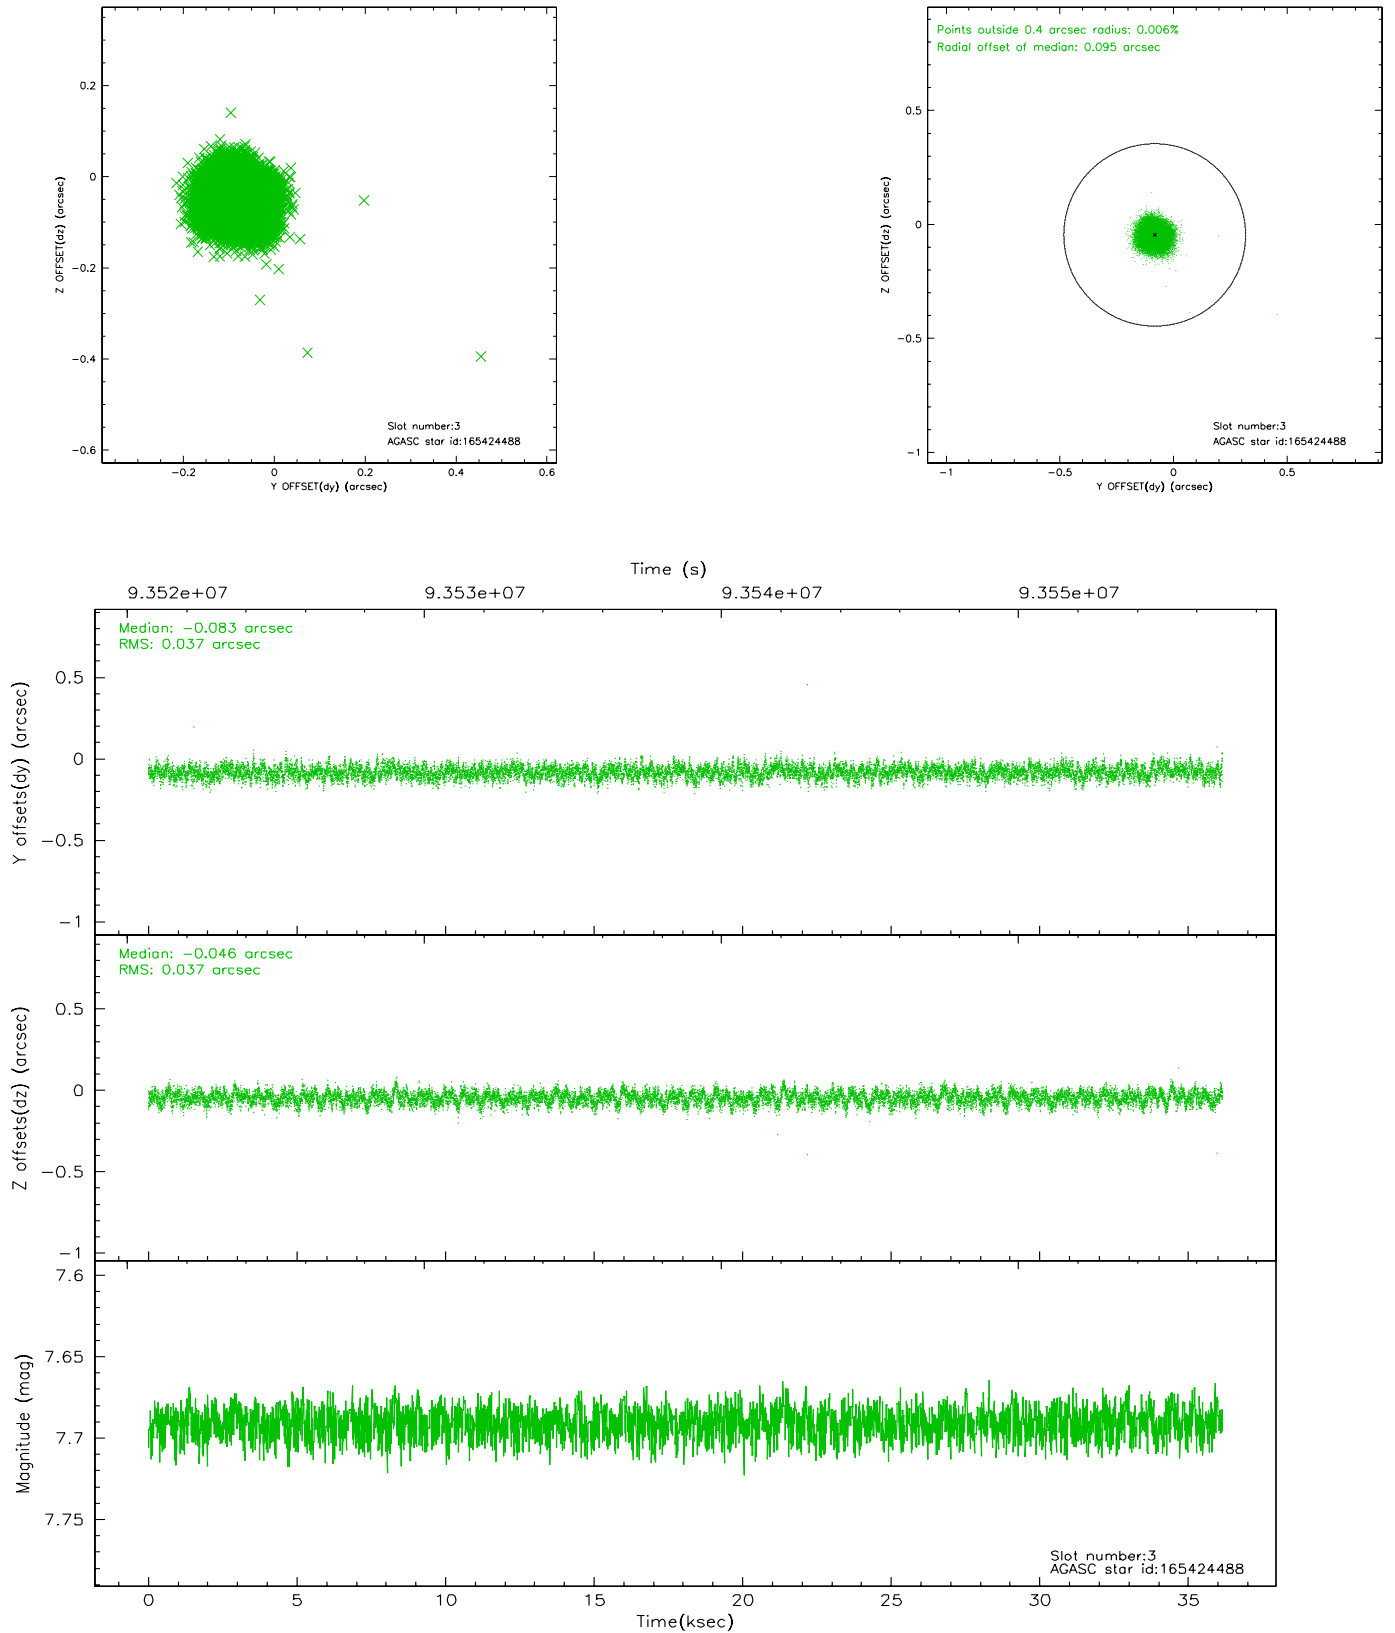 0.2
0
−0.2
−0.4
−0.6
Z OFFSET(dz) (arcsec)
Slot number:3
AGASC star id:165424488
−0.2 0 0.2 0.4 0.6
Y OFFSET(dy) (arcsec)
Points outside 0.4 arcsec radius: 0.006%
Radial offset of median: 0.095 arcsec
0.5
0
−0.5
−1
Z OFFSET(dz) (arcsec)
Slot number:3
AGASC star id:165424488
−1 −0.5 0 0.5
Y OFFSET(dy) (arcsec)
Time (s)
9.352e+07 9.353e+07 9.354e+07 9.355e+07
Median: −0.083 arcsec
RMS: 0.037 arcsec
0.5
0
−0.5
−1
Y offsets(dy) (arcsec)
Median: −0.046 arcsec
RMS: 0.037 arcsec
0.5
0
−0.5
−1
Z offsets(dz) (arcsec)
7.6
7.65
7.7
7.75
Magnitude (mag)
Slot number:3
AGASC star id:165424488
0 5 10 15 20 25 30 35
Time(ksec)